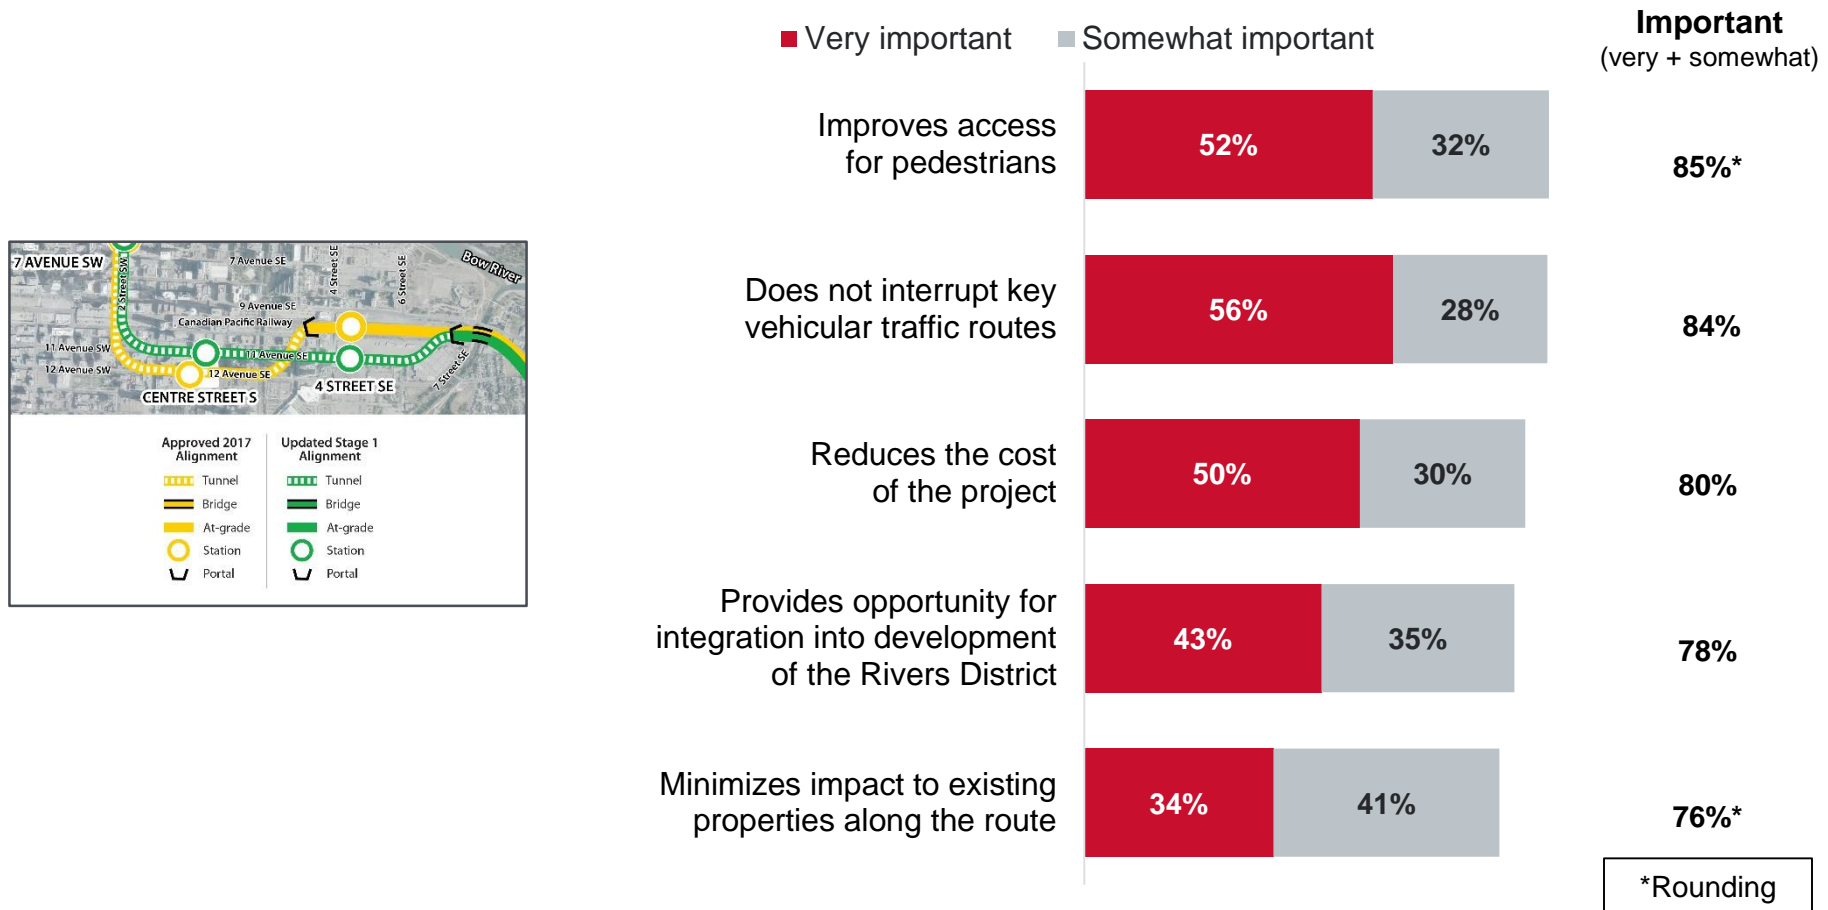 Very important
Somewhat important
Important
(very + somewhat)
Improves access
for pedestrians
52%
32%
85%*
Does not interrupt key
vehicular traffic routes
56%
28%
84%
Reduces the cost
of the project
50%
30%
80%
Provides opportunity for
integration into development
of the Rivers District
43%
35%
78%
Minimizes impact to existing
properties along the route
34%
41%
76%*
*Rounding
7 AVENUE SW
2 Street SW
7 Avenue SE
4 Street SE
6 Street SE
Bow River
9 Avenue SE
Canadian Pacific Railway
11 Avenue SW
11 Avenue SE
12 Avenue SW
12 Avenue SE
7 Street SE
CENTRE STREET S
4 STREET SE
Approved 2017
Alignment
Tunnel
Bridge
At-grade
Station
Portal
Updated Stage 1
Alignment
Tunnel
Bridge
At-grade
Station
Portal